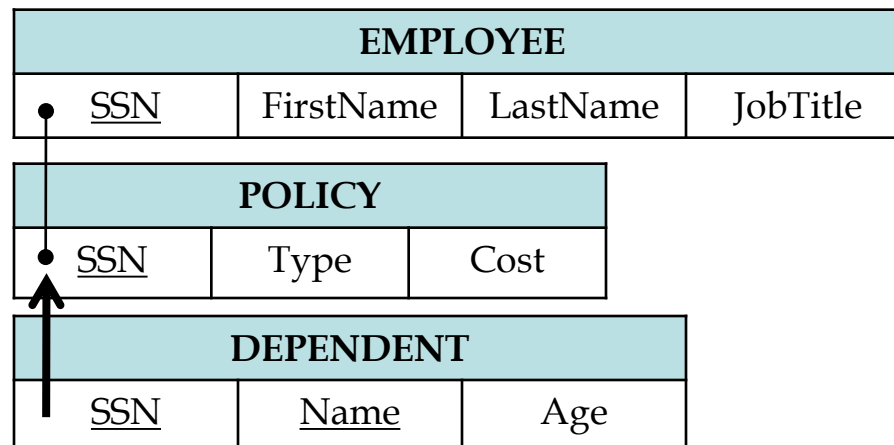 EMPLOYEE
SSN FirstName LastName JobTitle
POLICY
SSN Type Cost
DEPENDENT
SSN Name Age